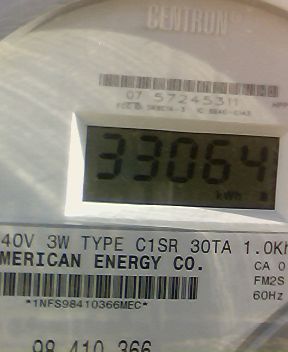 CENTRON®
07 57245311
33064
kWh
40V 3W TYPE C1SR 30TA 1.0Kh
MERICAN ENERGY CO.
CA 0
FM2S
60Hz
*1NFS98410366MEC*
98 410 366